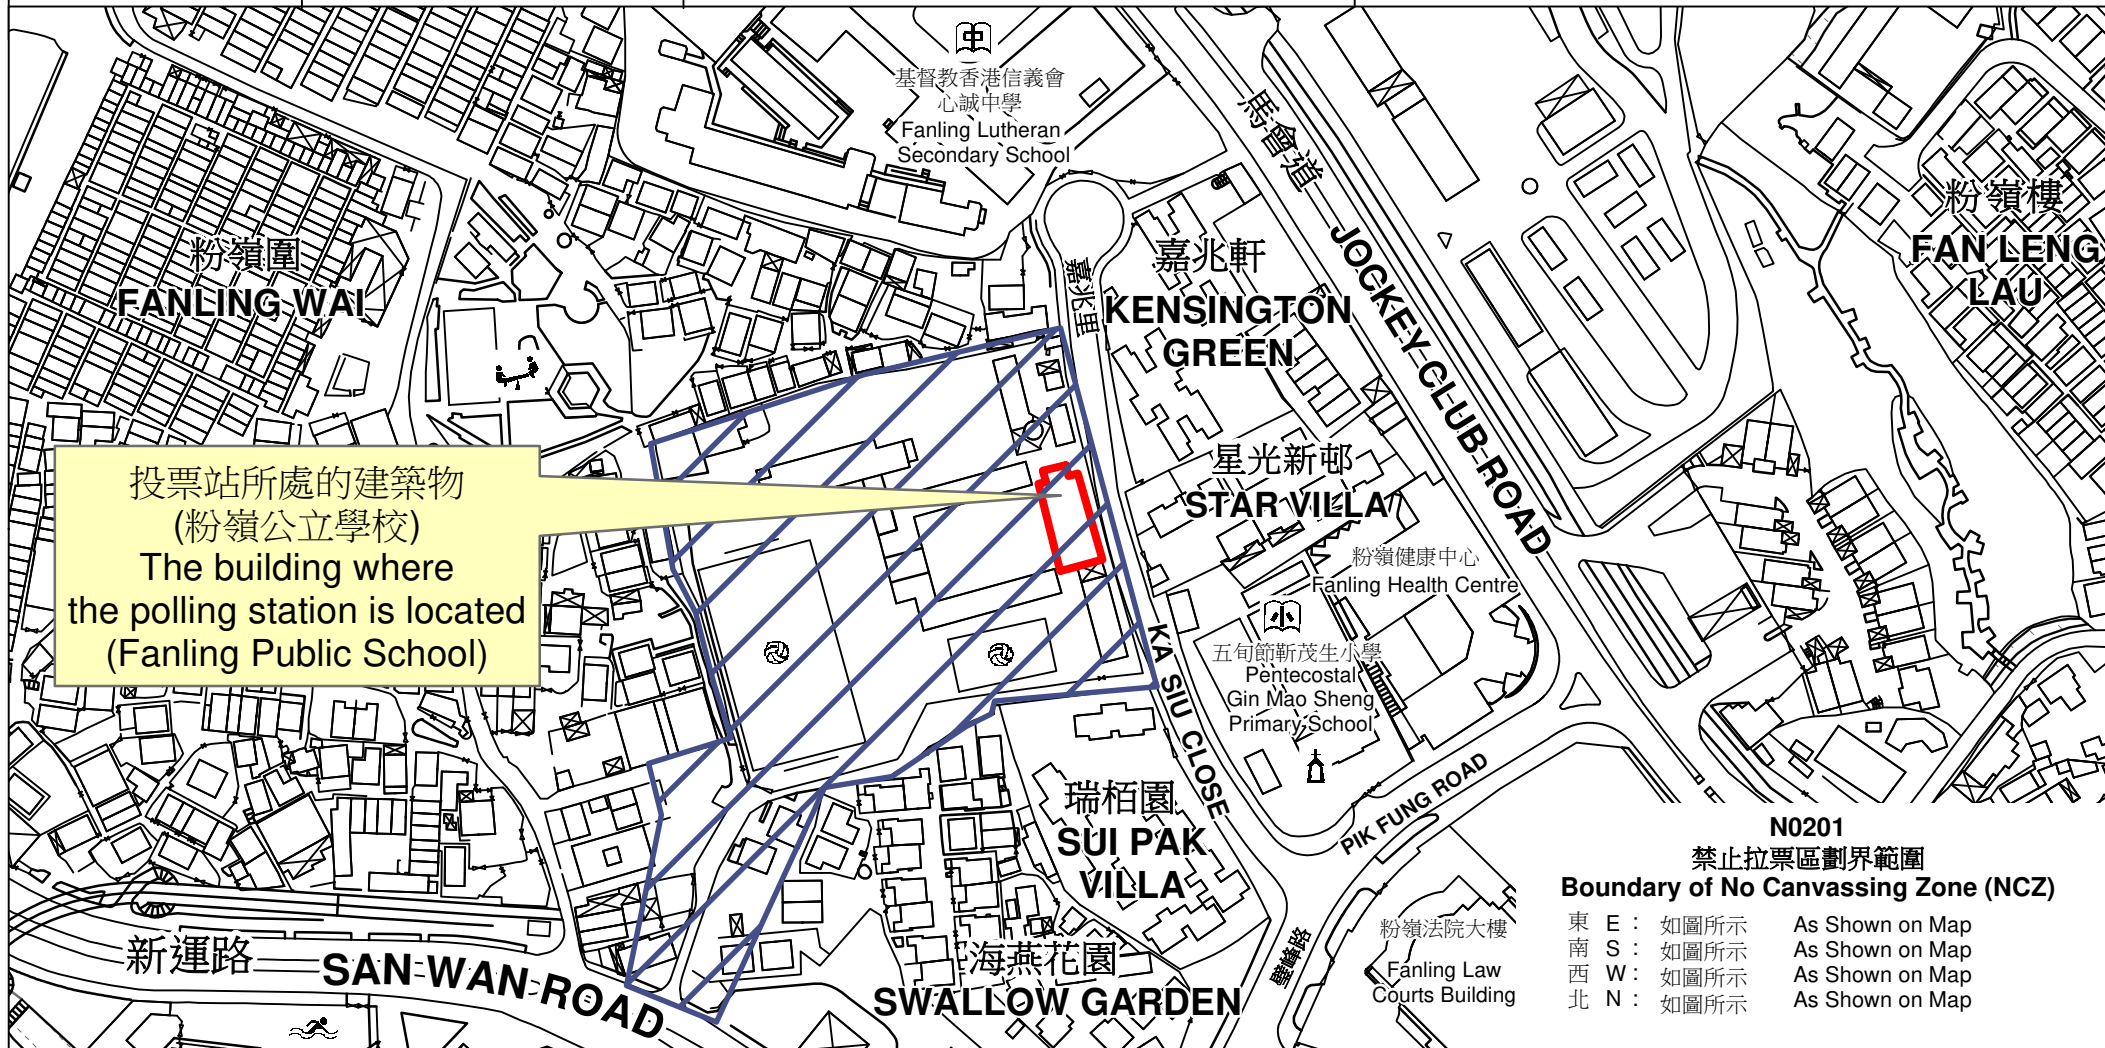 基督教香港信義會
心誠中學
Fanling Lutheran
Secondary School
馬會道
JOCKEY CLUB ROAD
粉嶺樓
FAN LENG
LAU
粉嶺圍
FANLING WAI
嘉兆里
嘉兆軒
KENSINGTON
GREEN
星光新邨
STAR VILLA
投票站所處的建築物
(粉嶺公立學校)
The building where
the polling station is located
(Fanling Public School)
粉嶺健康中心
Fanling Health Centre
五旬節靳茂生小學
Pentecostal
Gin Mao Sheng
Primary School
KA SIU CLOSE
PIK FUNG ROAD
瑞栢園
SUI PAK
VILLA
新運路
SAN WAN ROAD
海燕花園
SWALLOW GARDEN
璧峰路
粉嶺法院大樓
Fanling Law
Courts Building
N0201
禁止拉票區劃界範圍
Boundary of No Canvassing Zone (NCZ)
東 E : 如圖所示 As Shown on Map
南 S : 如圖所示 As Shown on Map
西 W : 如圖所示 As Shown on Map
北 N : 如圖所示 As Shown on Map